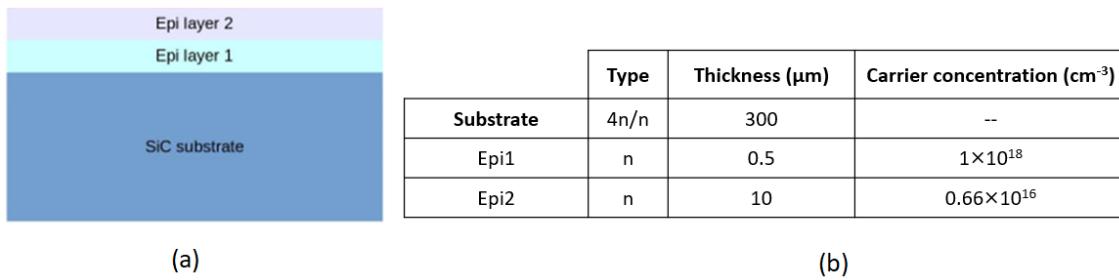 Epi layer 2
Epi layer 1
SiC substrate
(a)
Type Thickness (μm) Carrier concentration (cm⁻³)
Substrate 4n/n 300 --
Epi1 n 0.5 1×10¹⁸
Epi2 n 10 0.66×10¹⁶
(b)